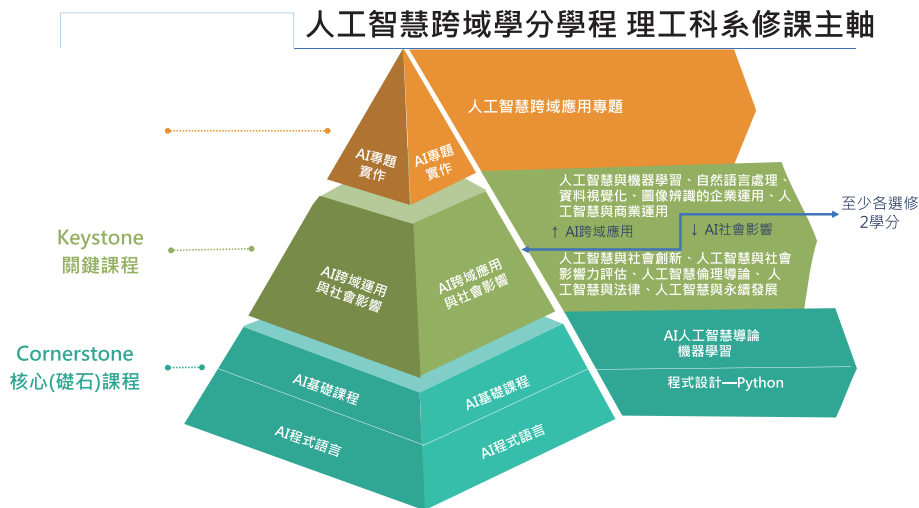 人工智慧跨域學分學程 理工科系修課主軸
人工智慧跨域應用專題
AI專題
實作
AI專題
實作
人工智慧與機器學習、自然語言處理、
資料視覺化、圖像辨識的企業運用、人
工智慧與商業運用
↑ AI跨域應用
↓ AI社會影響
至少各選修
2學分
人工智慧與社會創新、人工智慧與社會
影響力評估、人工智慧倫理導論、人
工智慧與法律、人工智慧與永續發展
Keystone
關鍵課程
AI跨域運用
與社會影響
AI跨域應用
與社會影響
Cornerstone
核心(礎石)課程
AI人工智慧導論
機器學習
程式設計—Python
AI基礎課程
AI基礎課程
AI程式語言
AI程式語言